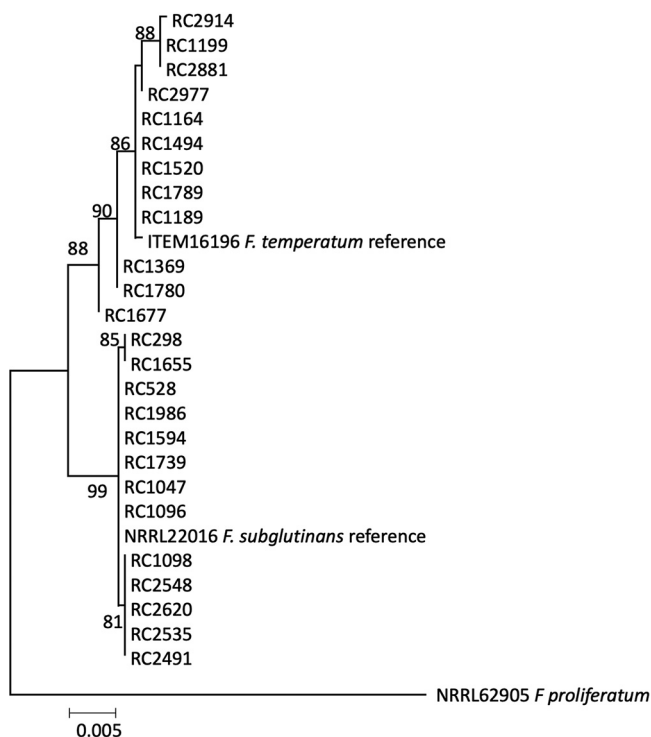 RC2914
88
RC1199
RC2881
RC2977
RC1164
86
RC1494
RC1520
RC1789
90
RC1189
ITEM16196 F. temperatum reference
88
RC1369
RC1780
RC1677
85
RC298
RC1655
RC528
RC1986
RC1594
RC1739
99
RC1047
RC1096
NRRL22016 F. subglutinans reference
RC1098
RC2548
RC2620
81
RC2535
RC2491
NRRL62905 F proliferatum
0.005